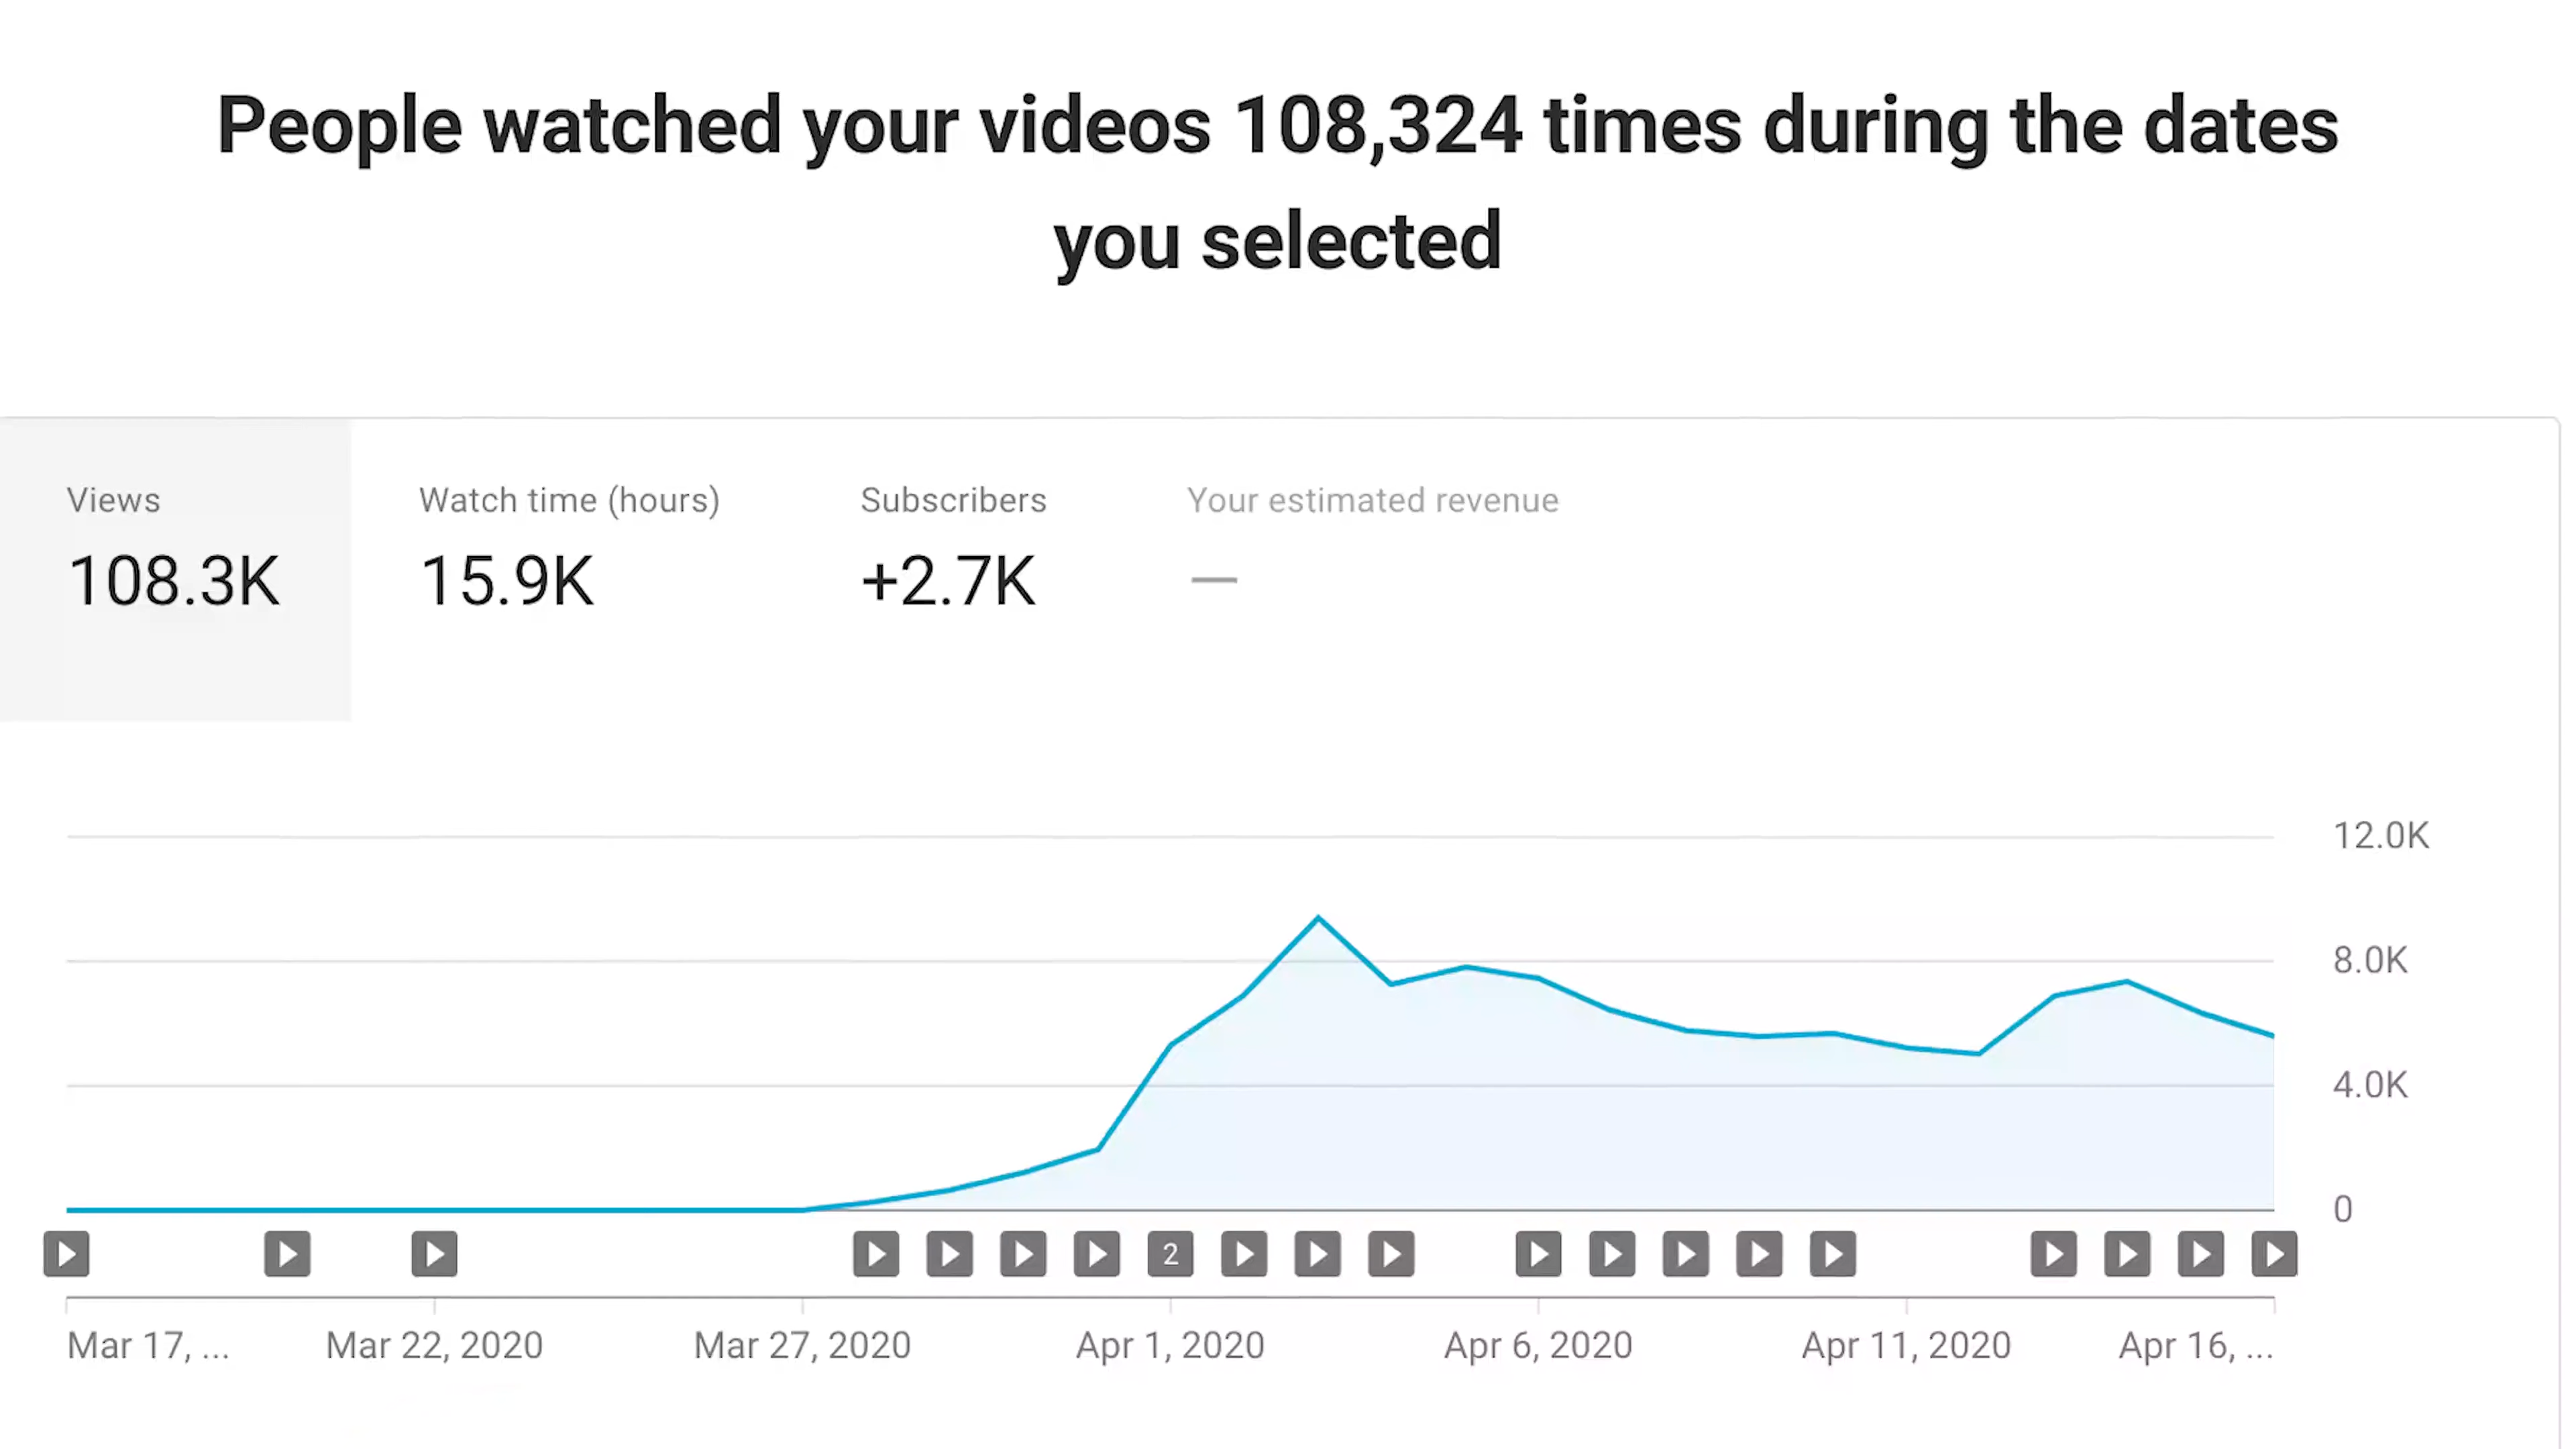 People watched your videos 108,324 times during the dates
you selected
Views
Watch time (hours)
Subscribers
Your estimated revenue
108.3K
15.9K
+2.7K
—
12.0K
8.0K
4.0K
0
2
Mar 17, ...
Mar 22, 2020
Mar 27, 2020
Apr 1, 2020
Apr 6, 2020
Apr 11, 2020
Apr 16, ...